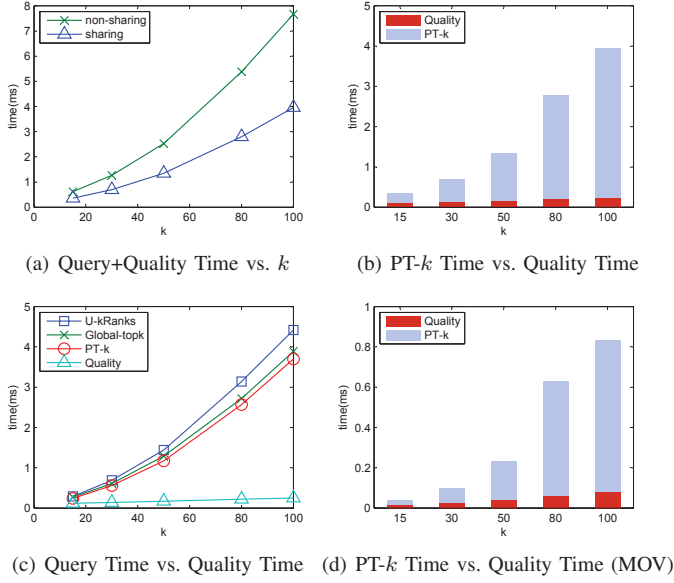 non-sharing
sharing
time(ms)
8
7
6
5
4
3
2
1
0
0 20 40 60 80 100
k
(a) Query+Quality Time vs. k
Quality
PT-k
time(ms)
5
4
3
2
1
0
15 30 50 80 100
k
(b) PT-k Time vs. Quality Time
U-kRanks
Global-topk
PT-k
Quality
time(ms)
5
4
3
2
1
0
0 20 40 60 80 100
k
(c) Query Time vs. Quality Time
Quality
PT-k
time(ms)
1
0.8
0.6
0.4
0.2
0
15 30 50 80 100
k
(d) PT-k Time vs. Quality Time (MOV)